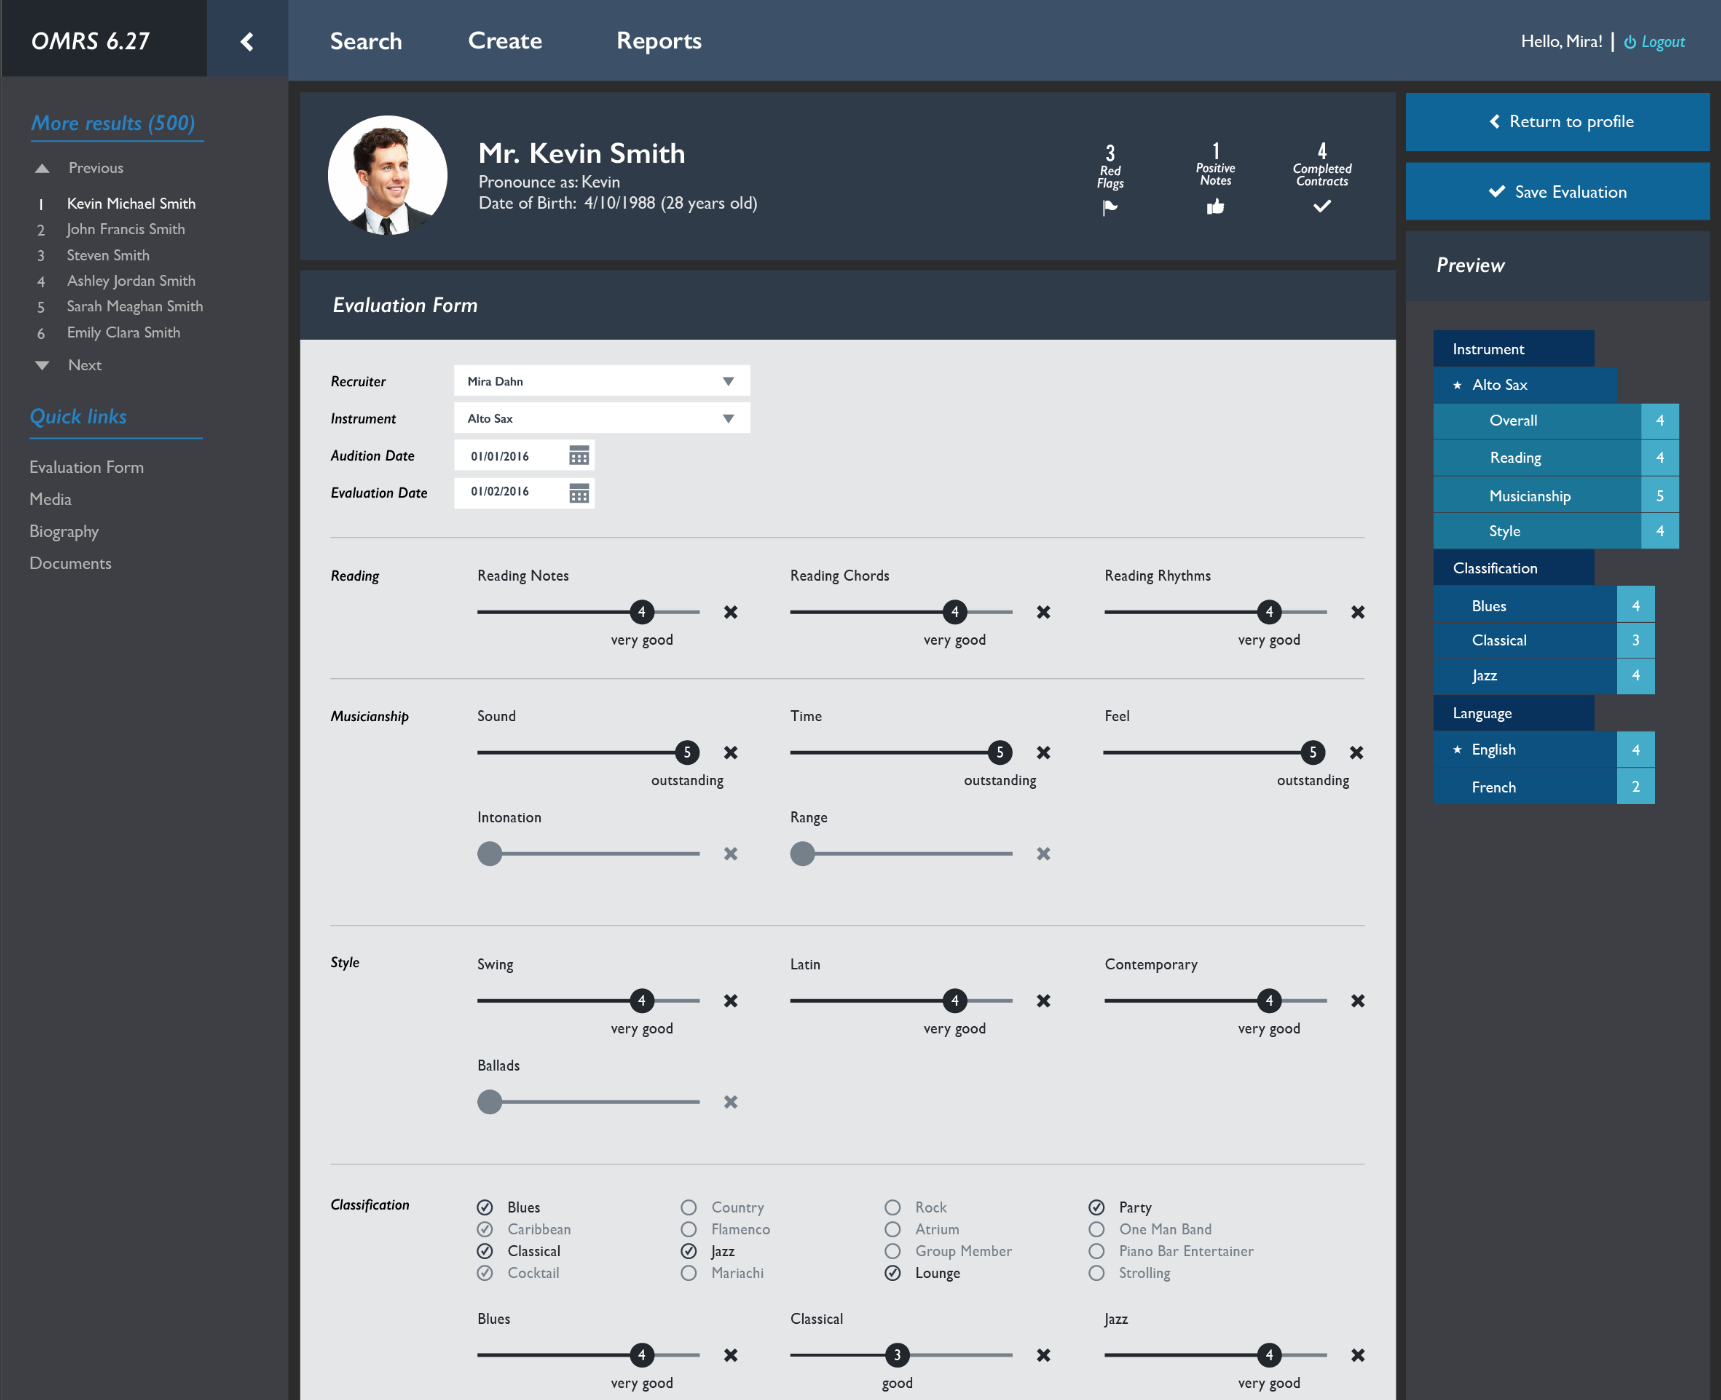 OMRS 6.27
Search
Create
Reports
Hello, Mira! | Logout
More results (500)
Previous
1 Kevin Michael Smith
2 John Francis Smith
3 Steven Smith
4 Ashley Jordan Smith
5 Sarah Meaghan Smith
6 Emily Clara Smith
Next
Quick links
Evaluation Form
Media
Biography
Documents
Mr. Kevin Smith
Pronounce as: Kevin
Date of Birth: 4/10/1988 (28 years old)
3
Red
Flags
1
Positive
Notes
4
Completed
Contracts
Evaluation Form
Recruiter Mira Dahn
Instrument Alto Sax
Audition Date 01/01/2016
Evaluation Date 01/02/2016
Reading
Reading Notes Reading Chords Reading Rhythms
4 4 4
very good very good very good
Musicianship
Sound Time Feel
5 5 5
outstanding outstanding outstanding
Intonation Range
Style
Swing Latin Contemporary
4 4 4
very good very good very good
Ballads
Classification
Blues Country Rock Party
Caribbean Flamenco Atrium One Man Band
Classical Jazz Group Member Piano Bar Entertainer
Cocktail Mariachi Lounge Strolling
Blues Classical Jazz
4 3 4
very good good very good
Return to profile
Save Evaluation
Preview
Instrument
Alto Sax
Overall 4
Reading 4
Musicianship 5
Style 4
Classification
Blues 4
Classical 3
Jazz 4
Language
English 4
French 2